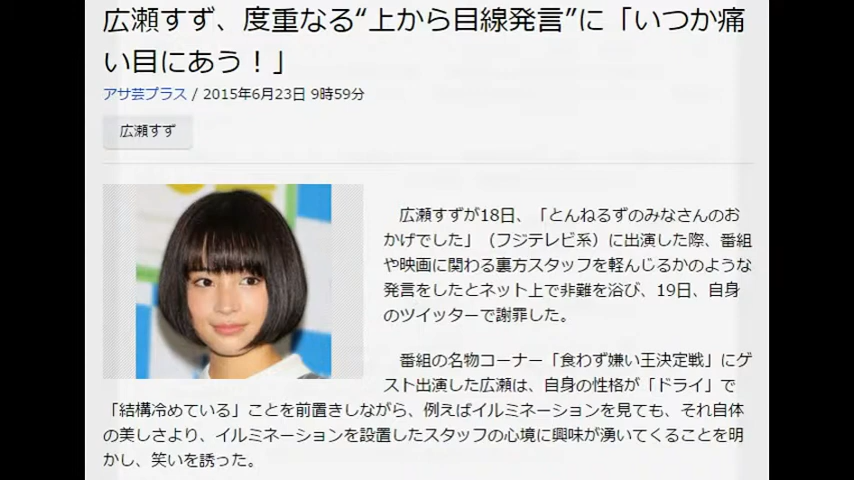 広瀬すず、度重なる“上から目線発言”に「いつか痛
い目にあう！」
アサ芸プラス / 2015年6月23日 9時59分
広瀬すず
広瀬すずが18日、「とんねるずのみなさんのお
かげでした」（フジテレビ系）に出演した際、番組
や映画に関わる裏方スタッフを軽んじるかのような
発言をしたとネット上で非難を浴び、19日、自身
のツイッターで謝罪した。
番組の名物コーナー「食わず嫌い王決定戦」にゲ
スト出演した広瀬は、自身の性格が「ドライ」で
「結構冷めている」ことを前置きしながら、例えばイルミネーションを見ても、それ自体
の美しさより、イルミネーションを設置したスタッフの心境に興味が湧いてくることを明
かし、笑いを誘った。